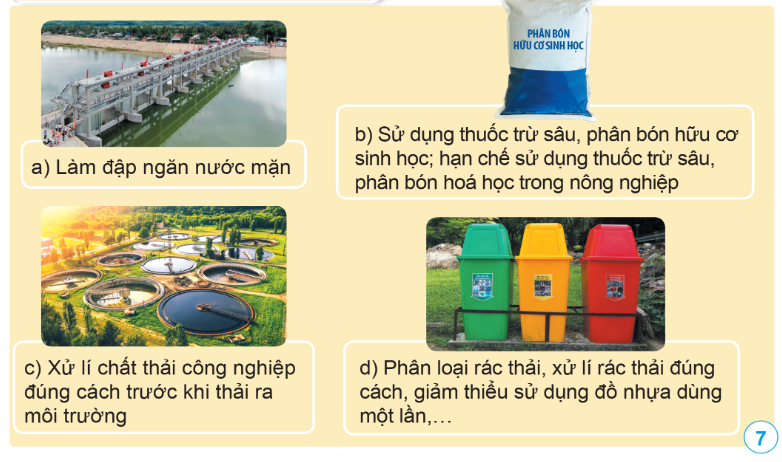 PHÂN BÓN
HỮU CƠ SINH HỌC
a) Làm đập ngăn nước mặn
b) Sử dụng thuốc trừ sâu, phân bón hữu cơ
sinh học; hạn chế sử dụng thuốc trừ sâu,
phân bón hoá học trong nông nghiệp
c) Xử lí chất thải công nghiệp
đúng cách trước khi thải ra
môi trường
d) Phân loại rác thải, xử lí rác thải đúng
cách, giảm thiểu sử dụng đồ nhựa dùng
một lần,...
7